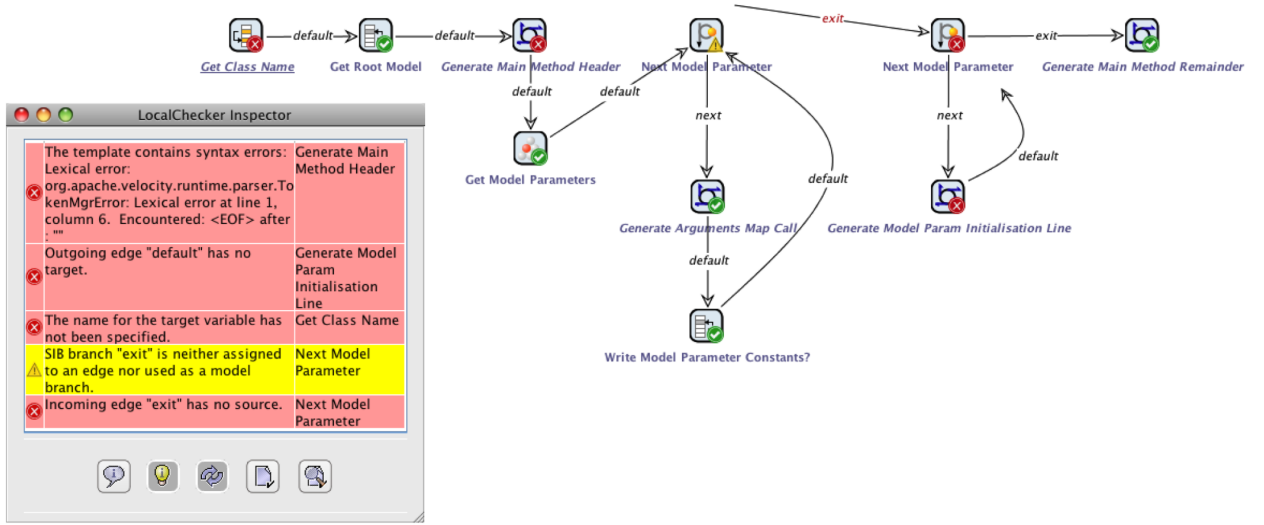 exit
default
default
exit
Get Class Name
Get Root Model
Generate Main Method Header
Next Model Parameter
Next Model Parameter
Generate Main Method Remainder
default
default
next
next
default
default
Get Model Parameters
Generate Arguments Map Call
Generate Model Param Initialisation Line
default
Write Model Parameter Constants?
LocalChecker Inspector
The template contains syntax errors:
Lexical error:
org.apache.velocity.runtime.parser.To
kenMgrError: Lexical error at line 1,
column 6.  Encountered: <EOF> after
: ""
Generate Main
Method Header
Outgoing edge "default" has no
target.
Generate Model
Param
Initialisation
Line
The name for the target variable has
not been specified.
Get Class Name
SIB branch "exit" is neither assigned
to an edge nor used as a model
branch.
Next Model
Parameter
Incoming edge "exit" has no source.
Next Model
Parameter